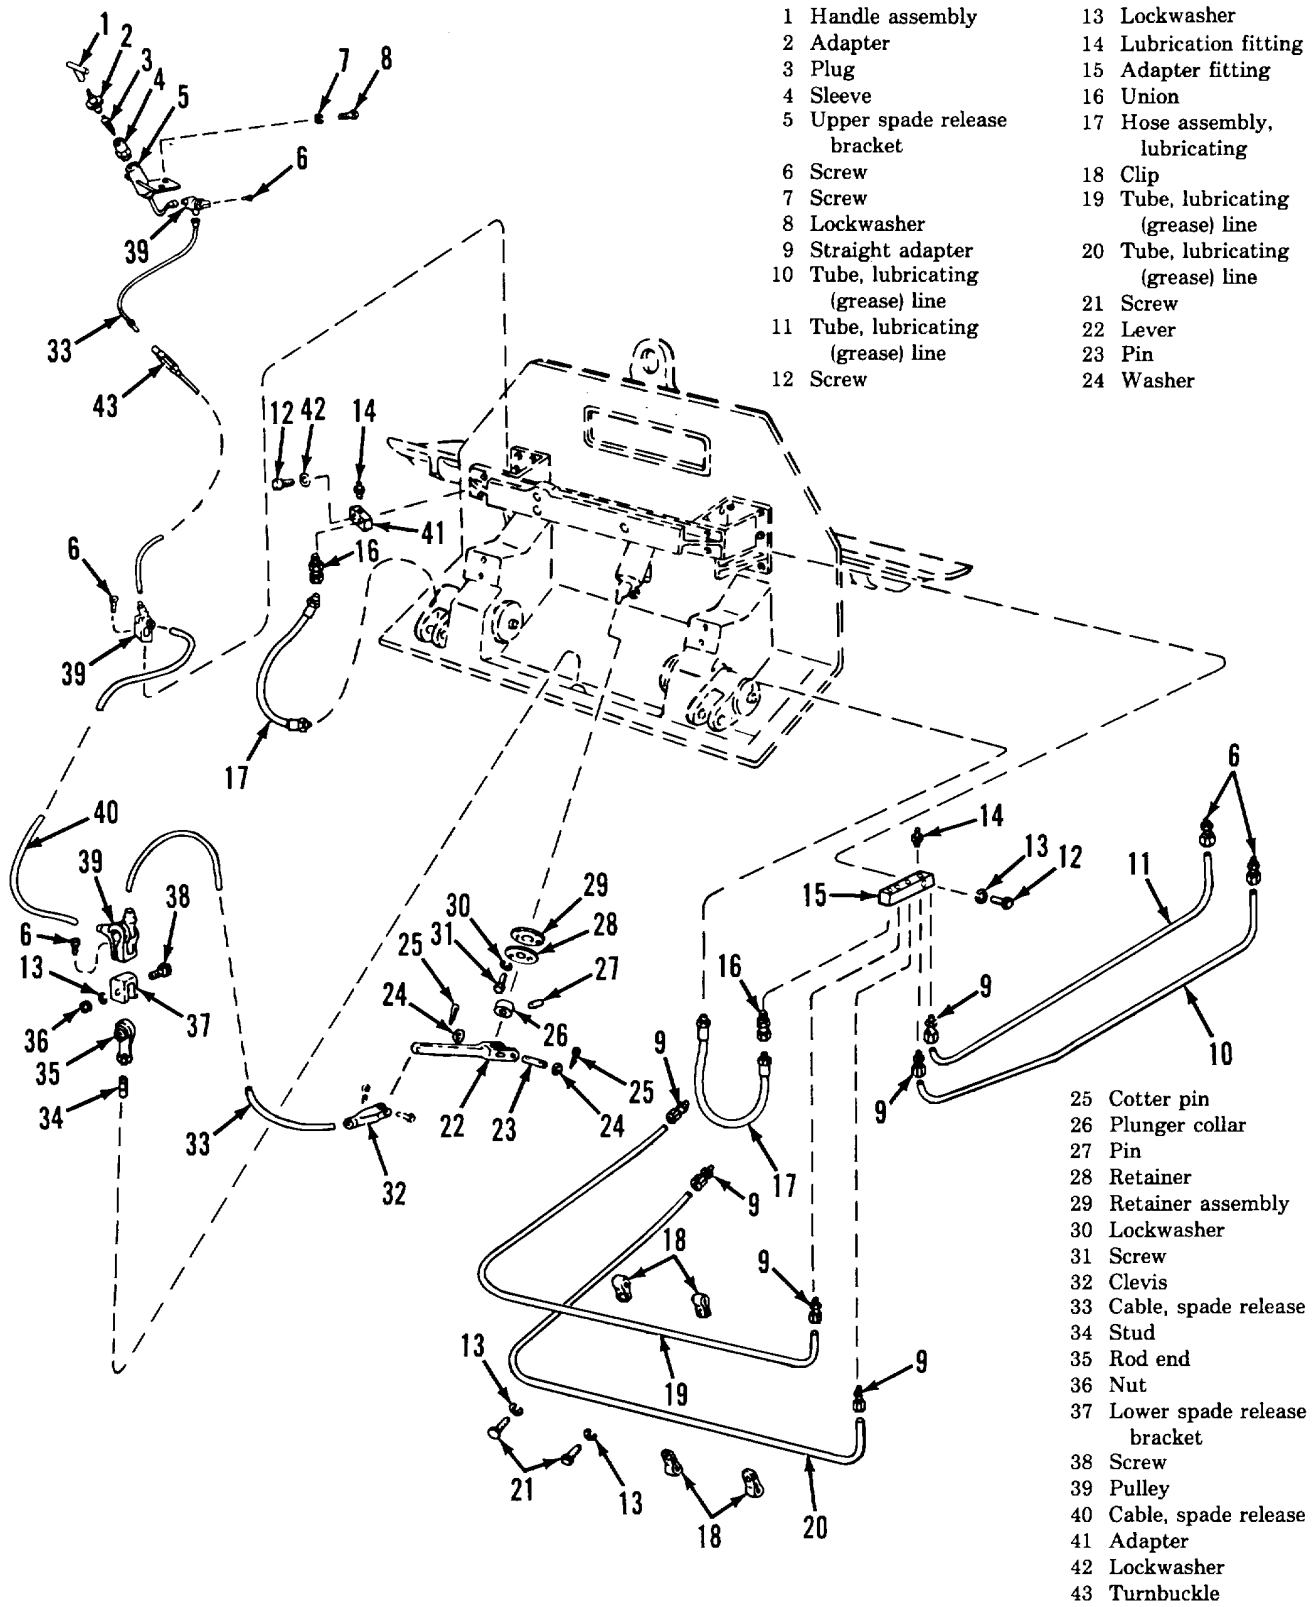 1 Handle assembly
2 Adapter
3 Plug
4 Sleeve
5 Upper spade release
bracket
6 Screw
7 Screw
8 Lockwasher
9 Straight adapter
10 Tube, lubricating
(grease) line
11 Tube, lubricating
(grease) line
12 Screw
13 Lockwasher
14 Lubrication fitting
15 Adapter fitting
16 Union
17 Hose assembly,
lubricating
18 Clip
19 Tube, lubricating
(grease) line
20 Tube, lubricating
(grease) line
21 Screw
22 Lever
23 Pin
24 Washer
1
2
3
4
5
7
8
6
39
33
43
12 42 14
41
16
6
39
17
40
39
38
6
13
36
35
34
37
33
32
25
24
30
31
29
28
27
26
22
23
24
25
9
16
17
9
14
15
13
12
6
11
10
9
9
18
9
19
9
13
21
13
18
20
25 Cotter pin
26 Plunger collar
27 Pin
28 Retainer
29 Retainer assembly
30 Lockwasher
31 Screw
32 Clevis
33 Cable, spade release
34 Stud
35 Rod end
36 Nut
37 Lower spade release
bracket
38 Screw
39 Pulley
40 Cable, spade release
41 Adapter
42 Lockwasher
43 Turnbuckle